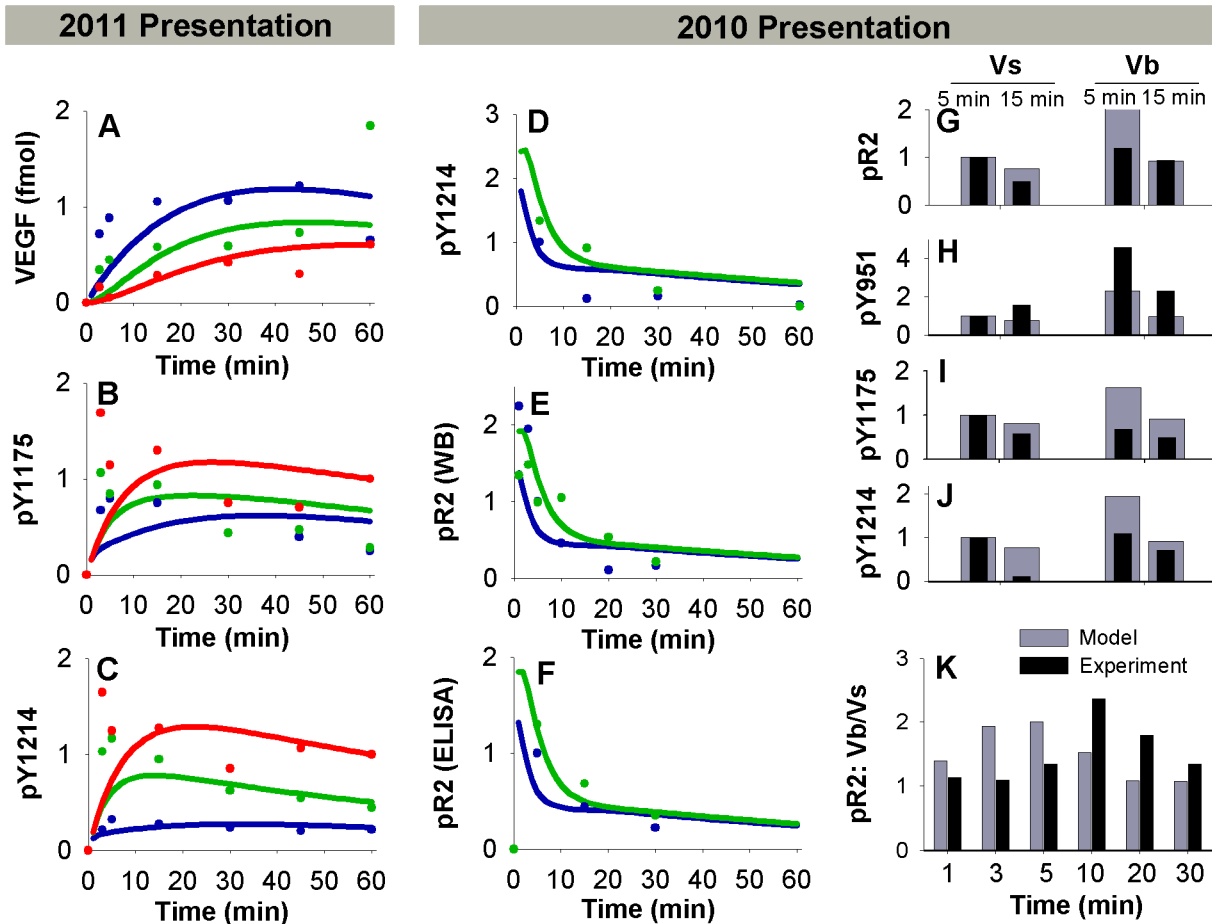 2011 Presentation
2010 Presentation
A
VEGF (fmol)
2
1
0
0 10 20 30 40 50 60
Time (min)
B
pY1175
2
1
0
0 10 20 30 40 50 60
Time (min)
C
pY1214
2
1
0
0 10 20 30 40 50 60
Time (min)
D
pY1214
3
2
1
0
0 10 20 30 40 50 60
Time (min)
E
pR2 (WB)
2
1
0
0 10 20 30 40 50 60
Time (min)
F
pR2 (ELISA)
2
1
0
0 10 20 30 40 50 60
Time (min)
Vs Vb
5 min 15 min 5 min 15 min
G
pR2
2
1
0
H
pY951
4
2
0
I
pY1175
2
1
0
J
pY1214
2
1
0
Model
Experiment
K
pR2: Vb/Vs
3
2
1
0
1 3 5 10 20 30
Time (min)